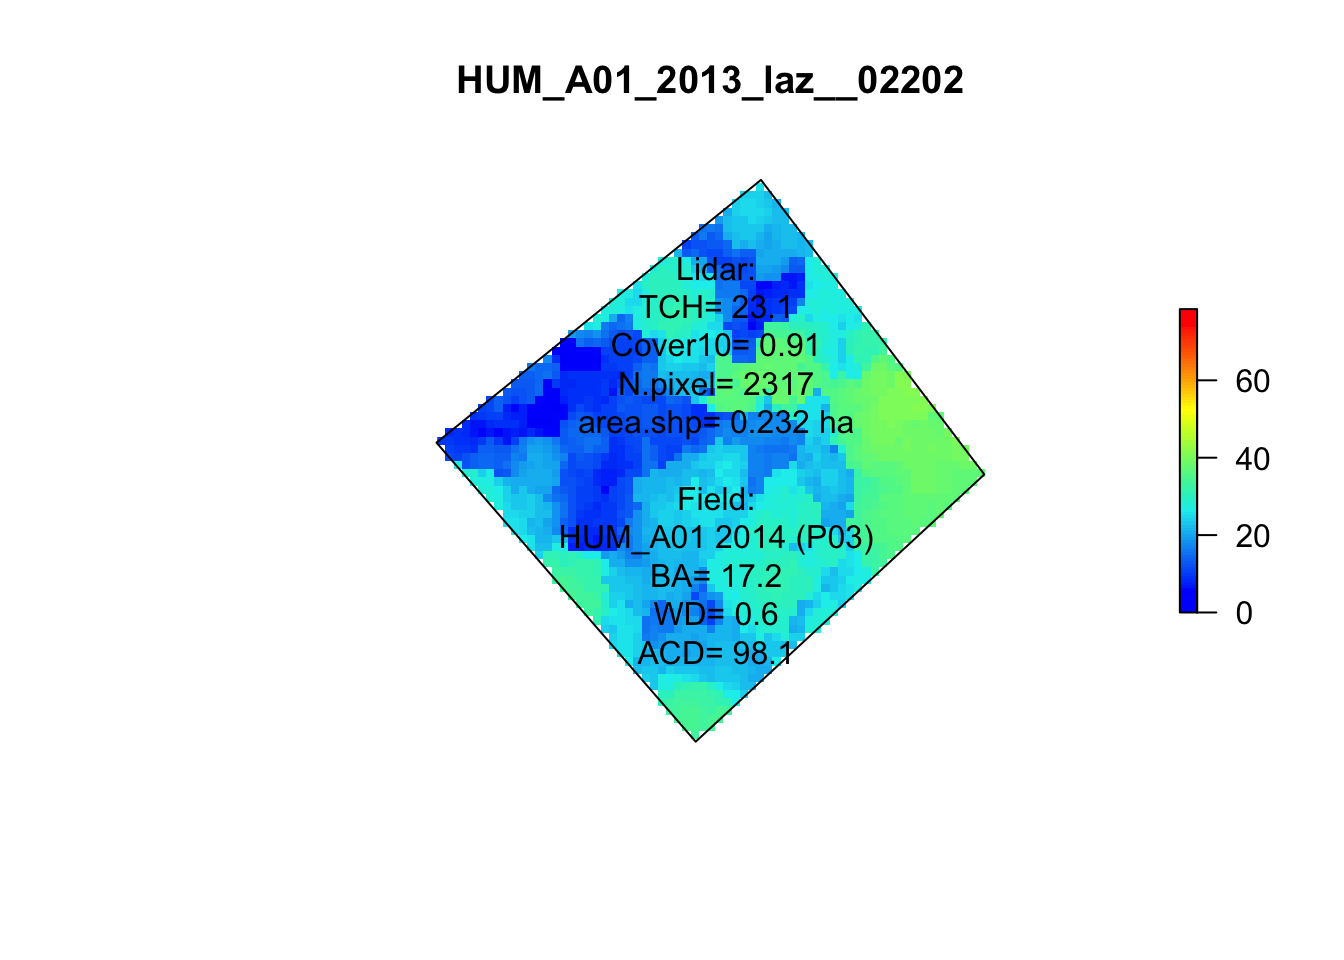 HUM_A01_2013_laz__02202
Lidar:
TCH= 23.1
Cover10= 0.91
N.pixel= 2317
area.shp= 0.232 ha
Field:
HUM_A01 2014 (P03)
BA= 17.2
WD= 0.6
ACD= 98.1
60
40
20
0